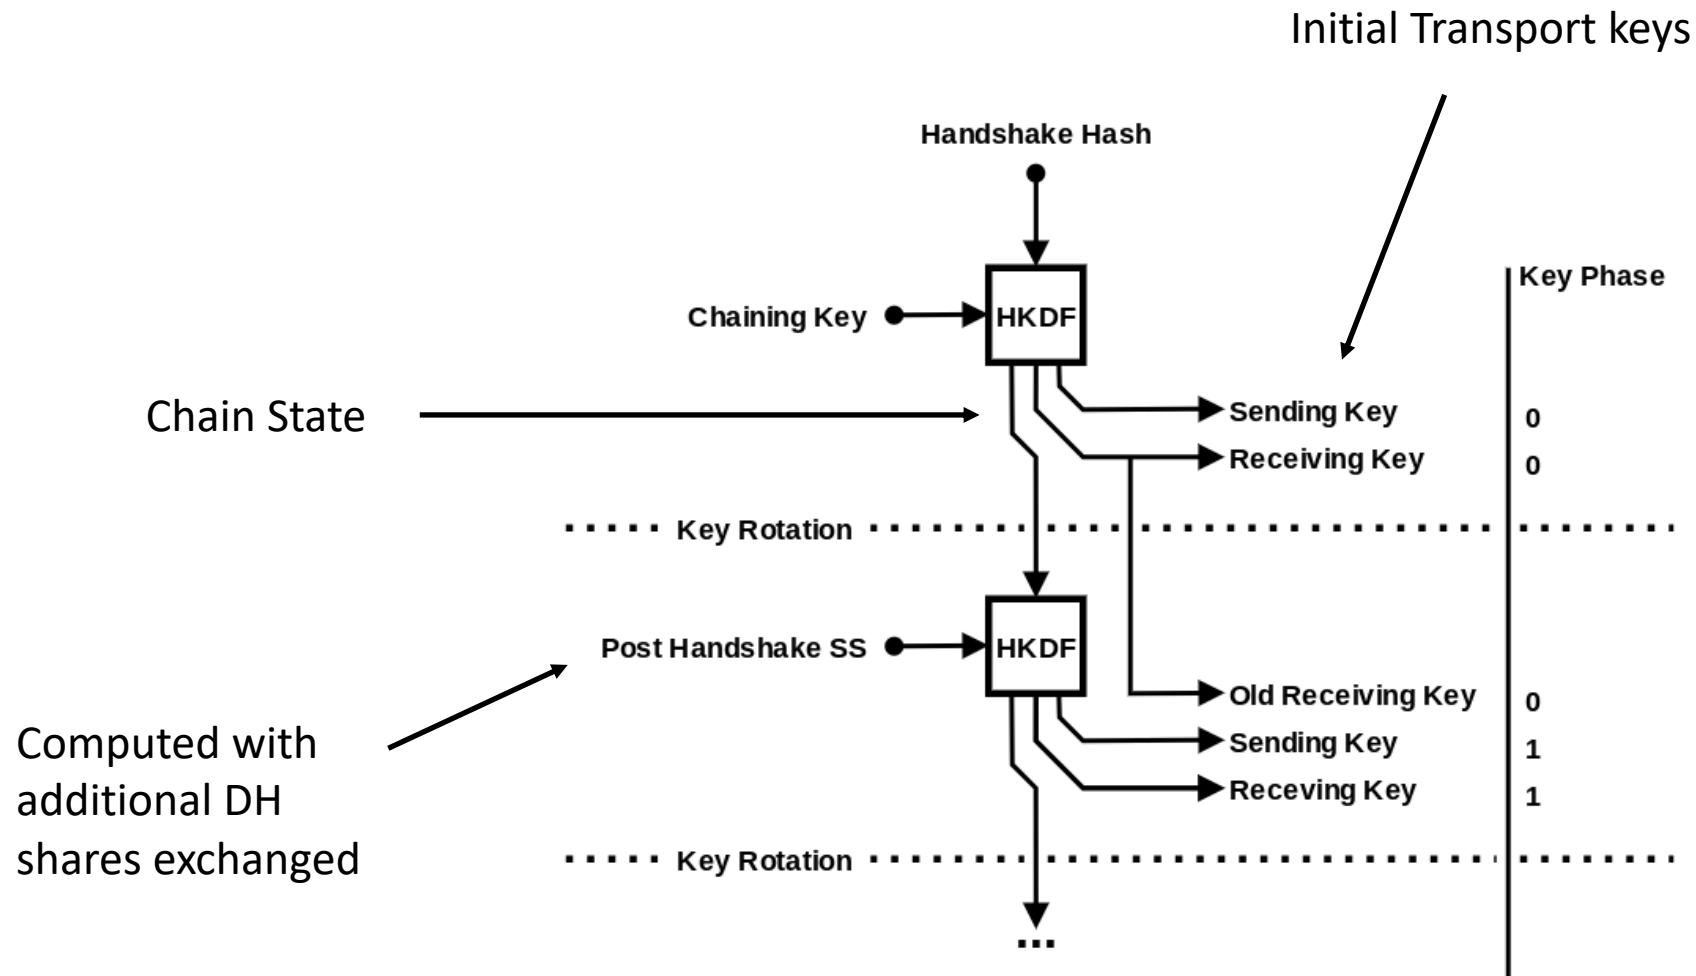 Initial Transport keys
Handshake Hash
Key Phase
Chaining Key
HKDF
Chain State
Sending Key
0
Receiving Key
0
Key Rotation
Post Handshake SS
HKDF
Old Receiving Key
0
Computed with
additional DH
shares exchanged
Sending Key
1
Receving Key
1
Key Rotation
...